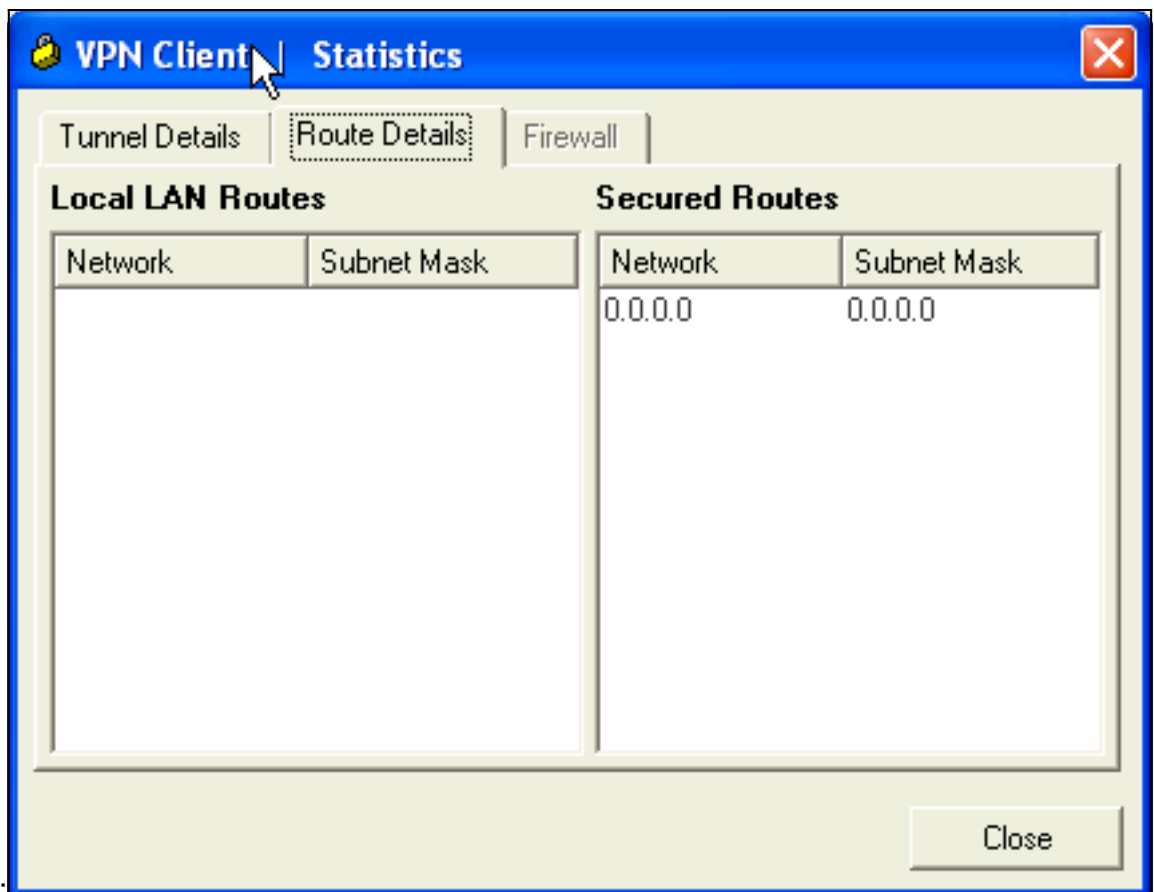 VPN Client | Statistics
Tunnel Details Route Details Firewall
Local LAN Routes Secured Routes
Network Subnet Mask Network Subnet Mask
0.0.0.0 0.0.0.0
Close
.